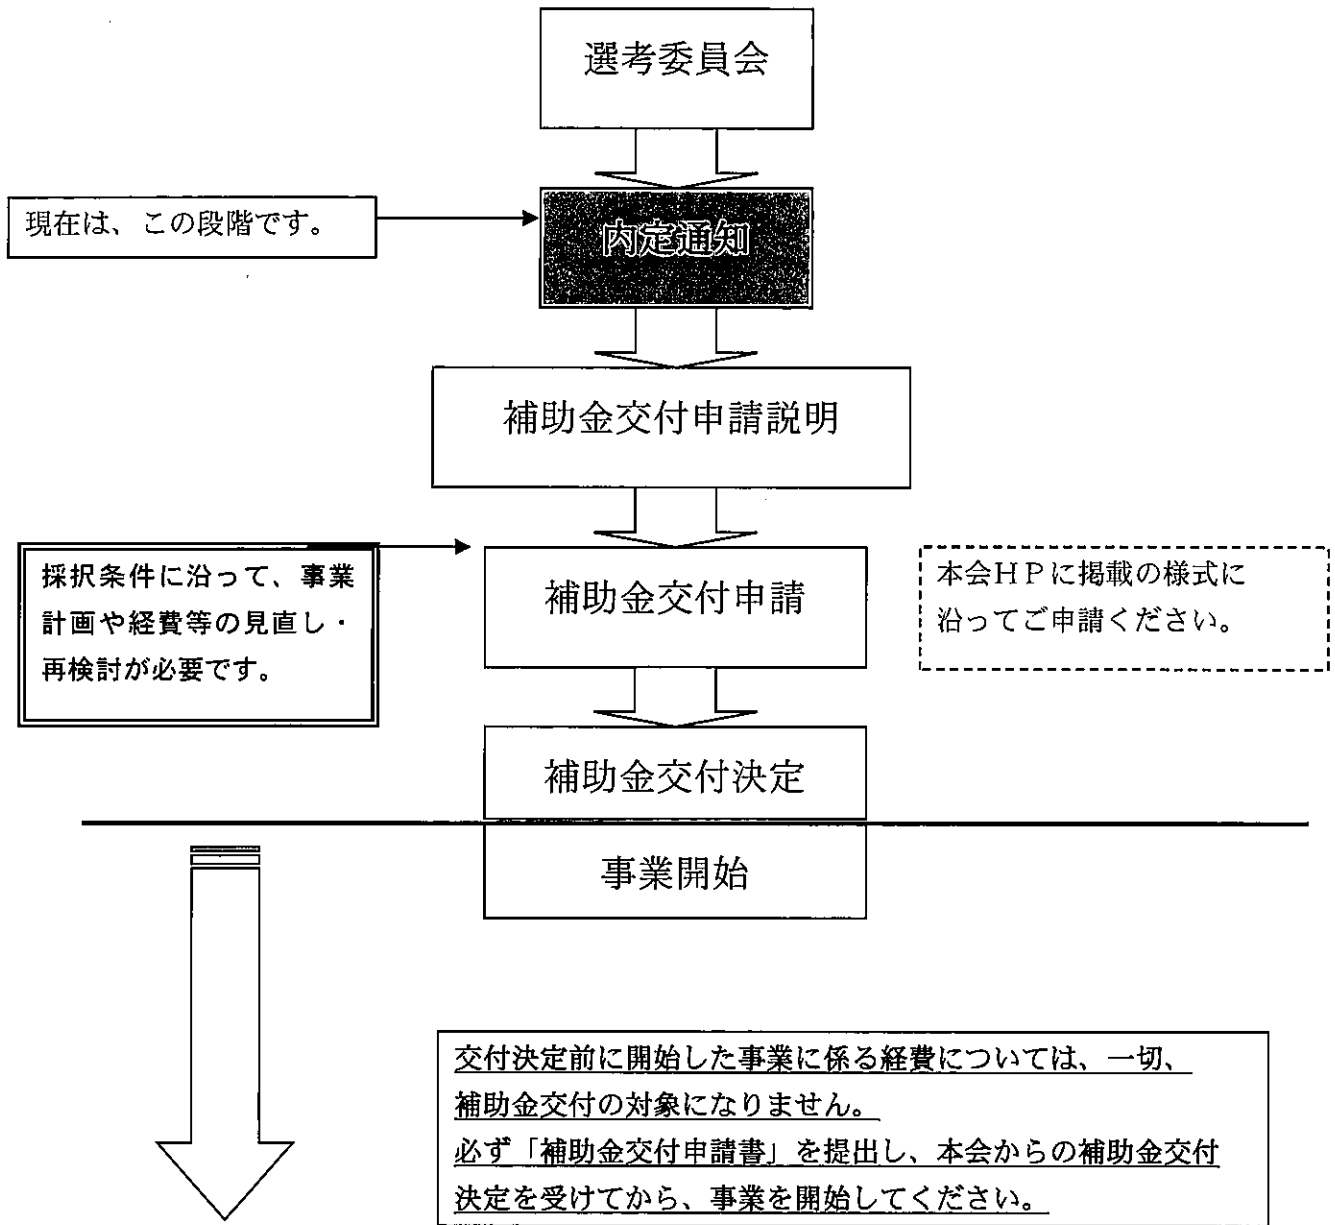 選考委員会
現在は、この段階です。
内定通知
補助金交付申請説明
採択条件に沿って、事業
計画や経費等の見直し・
再検討が必要です。
補助金交付申請
本会ＨＰに掲載の様式に
沿ってご申請ください。
補助金交付決定
事業開始
交付決定前に開始した事業に係る経費については、一切、
補助金交付の対象になりません。
必ず「補助金交付申請書」を提出し、本会からの補助金交付
決定を受けてから、事業を開始してください。